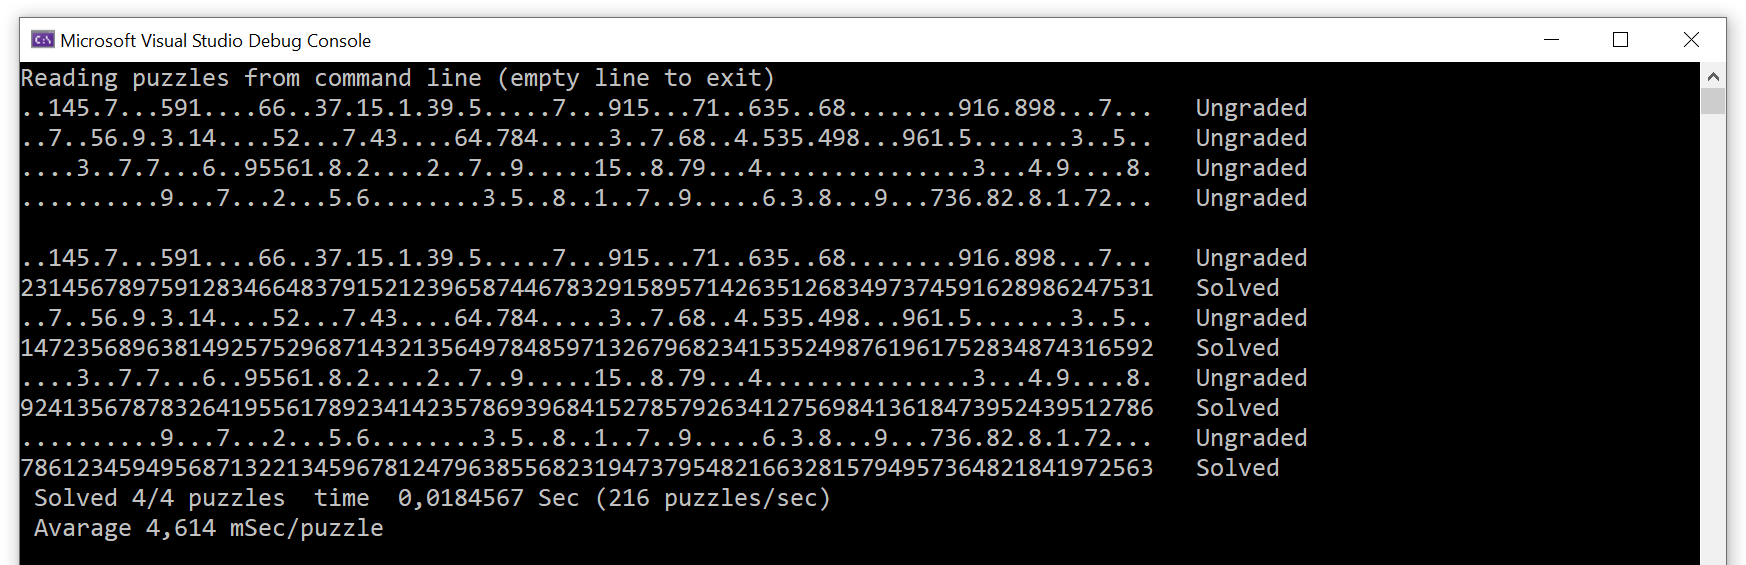 Microsoft Visual Studio Debug Console
Reading puzzles from command line (empty line to exit)
..145.7...591....66..37.15.1.39.5.....7...915...71..635..68........916.898...7... Ungraded
..7..56.9.3.14....52...7.43....64.784.....3..7.68..4.535.498...961.5.......3..5.. Ungraded
....3..7.7...6..95561.8.2....2..7..9.....15..8.79...4...............3...4.9....8. Ungraded
..........9...7...2...5.6........3.5..8..1..7..9.....6.3.8...9...736.82.8.1.72... Ungraded
..145.7...591....66..37.15.1.39.5.....7...915...71..635..68........916.898...7... Ungraded
231456789759128346648379152123965874467832915895714263512683497374591628986247531 Solved
..7..56.9.3.14....52...7.43....64.784.....3..7.68..4.535.498...961.5.......3..5.. Ungraded
147235689638149257529687143213564978485971326796823415352498761961752834874316592 Solved
....3..7.7...6..95561.8.2....2..7..9.....15..8.79...4...............3...4.9....8. Ungraded
924135678783264195561789234142357869396841527857926341275698413618473952439512786 Solved
..........9...7...2...5.6........3.5..8..1..7..9.....6.3.8...9...736.82.8.1.72... Ungraded
786123459495687132213459678124796385568231947379548216632815794957364821841972563 Solved
Solved 4/4 puzzles time 0,0184567 Sec (216 puzzles/sec)
Avarage 4,614 mSec/puzzle